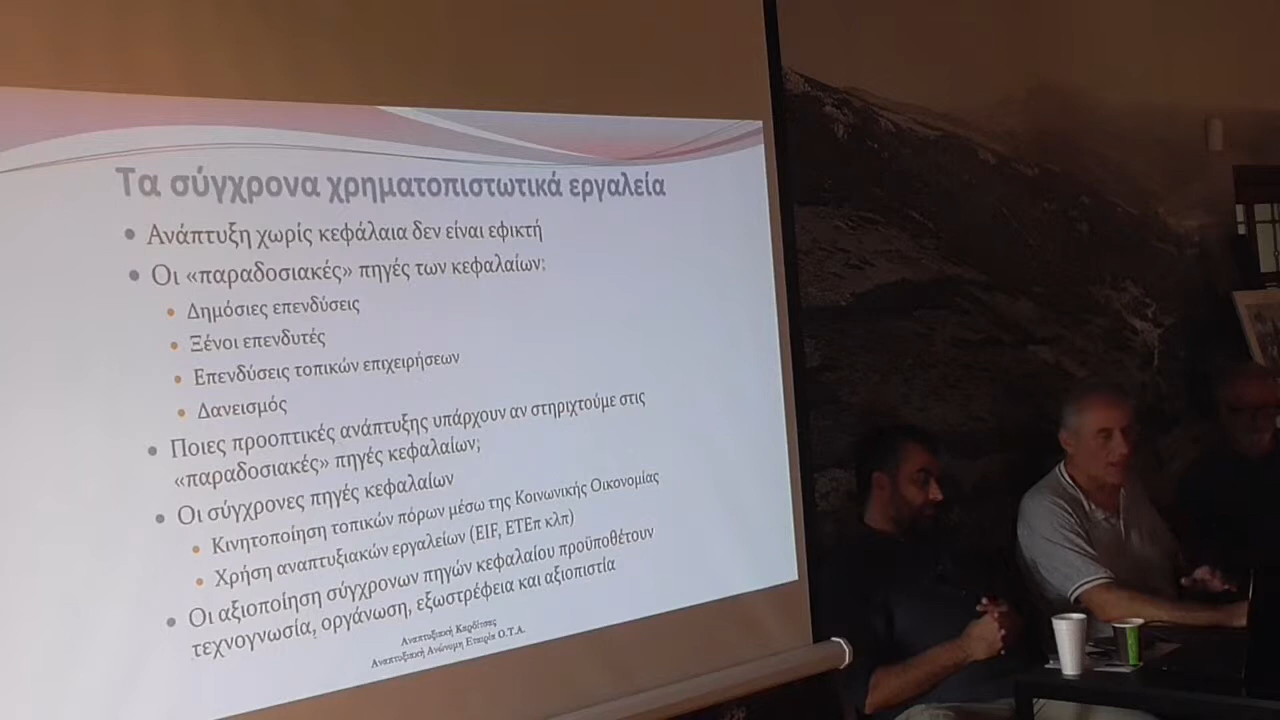 Τα σύγχρονα χρηματοπιστωτικά εργαλεία
Ανάπτυξη χωρίς κεφάλαια δεν είναι εφικτή
Οι «παραδοσιακές» πηγές των κεφαλαίων:
Δημόσιες επενδύσεις
Ξένοι επενδυτές
Επενδύσεις τοπικών επιχειρήσεων
Δανεισμός
Ποιες προοπτικές ανάπτυξης υπάρχουν αν στηριχτούμε στις
«παραδοσιακές» πηγές κεφαλαίων;
Οι σύγχρονες πηγές κεφαλαίων
Κινητοποίηση τοπικών πόρων μέσω της Κοινωνικής Οικονομίας
Χρήση αναπτυξιακών εργαλείων (EIF, ΕΤΕπ κλπ)
Οι αξιοποίηση σύγχρονων πηγών κεφαλαίου προϋποθέτουν
τεχνογνωσία, οργάνωση, εξωστρέφεια και αξιοπιστία
Αναπτυξιακή Καρδίτσας
Αναπτυξιακή Ανώνυμη Εταιρία Ο.Τ.Α.